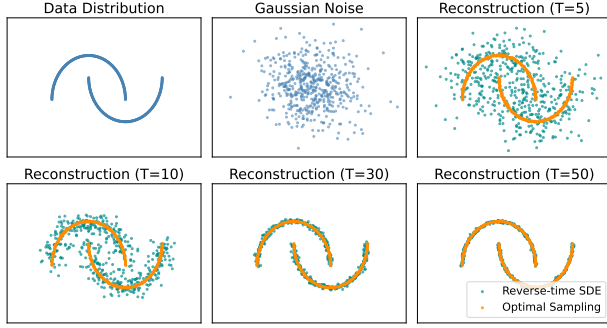 Data Distribution
Gaussian Noise
Reconstruction (T=5)
Reconstruction (T=10)
Reconstruction (T=30)
Reconstruction (T=50)
Reverse-time SDE
Optimal Sampling